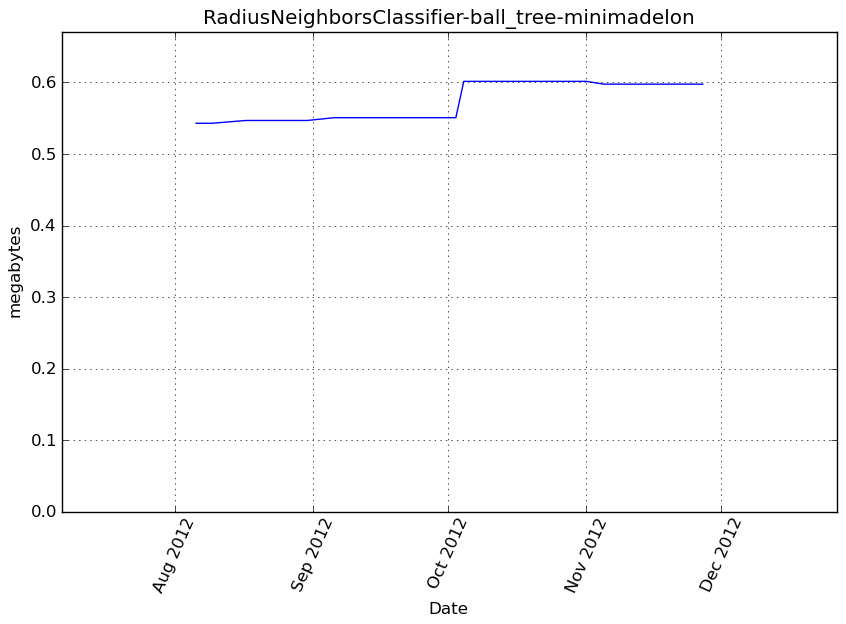 RadiusNeighborsClassifier-ball_tree-minimadelon
megabytes
0.6
0.5
0.4
0.3
0.2
0.1
0.0
Aug 2012
Sep 2012
Oct 2012
Nov 2012
Dec 2012
Date